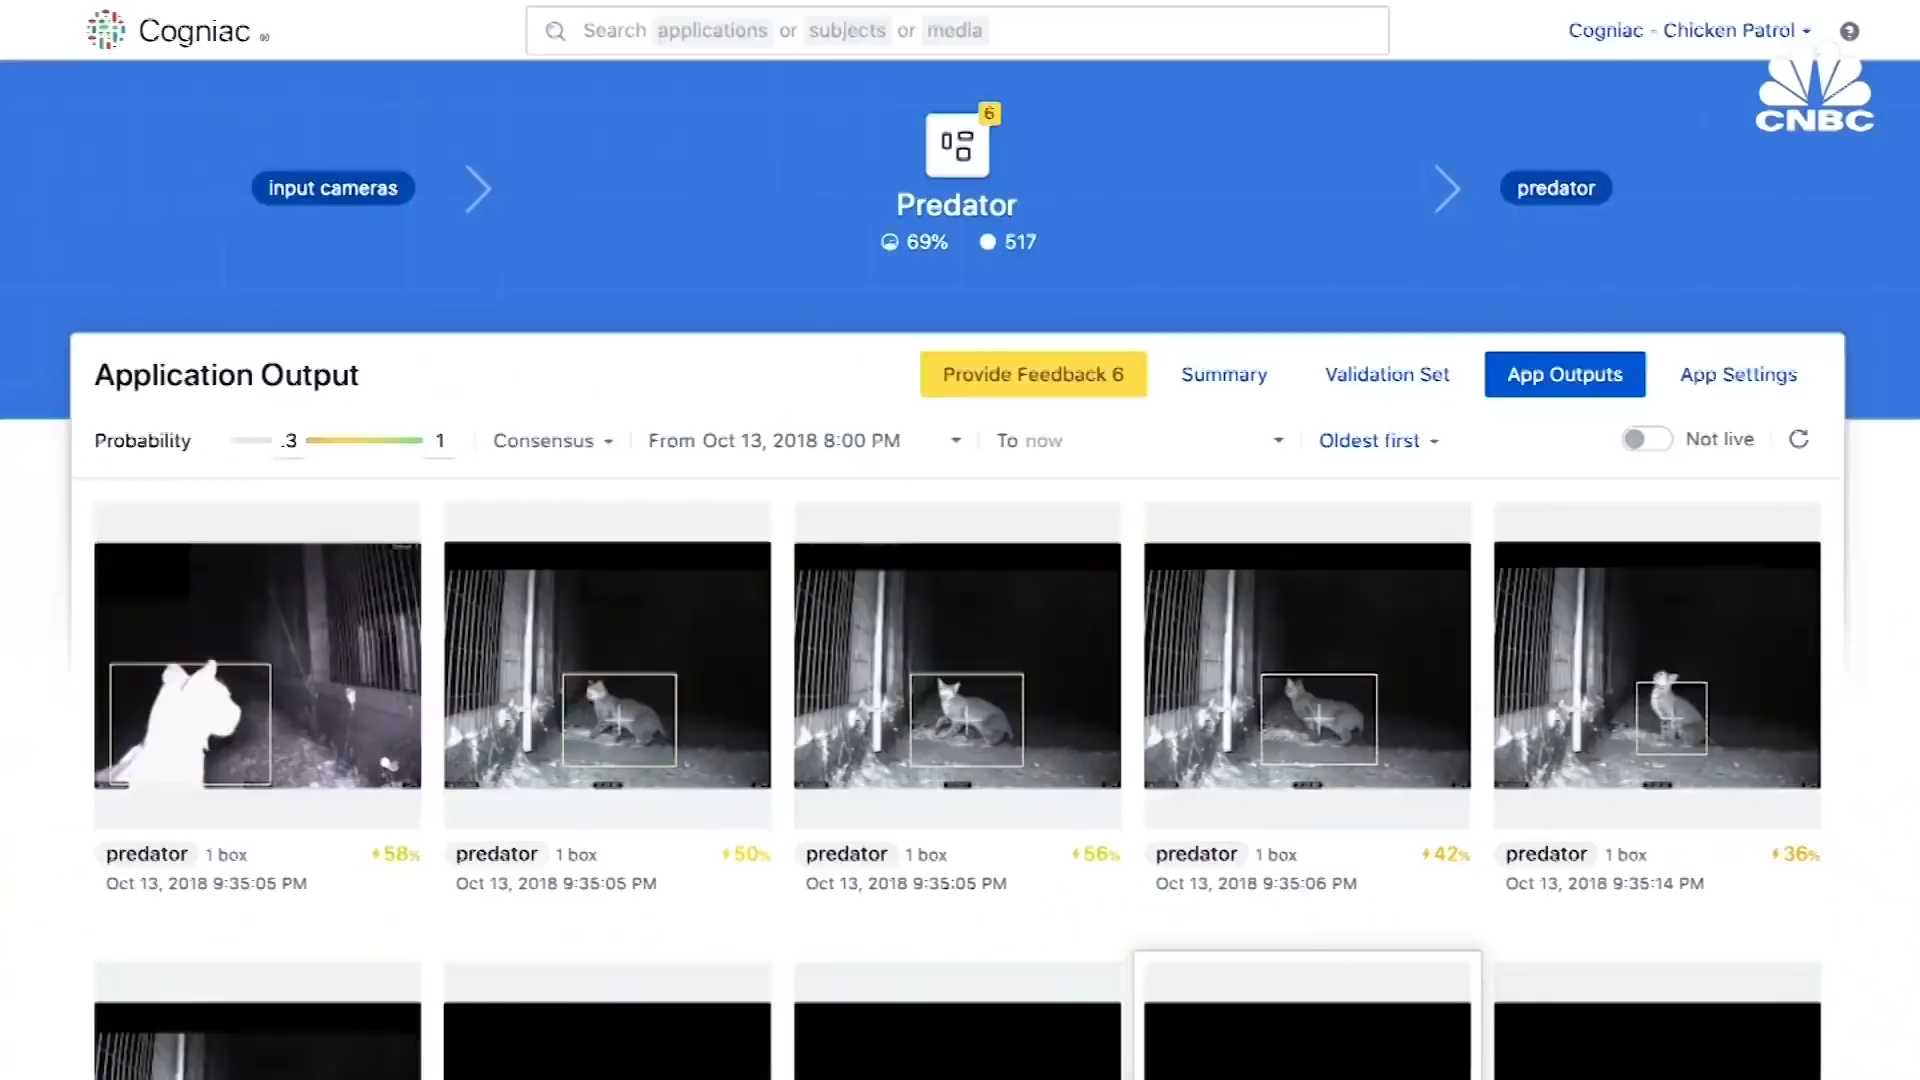 Cogniac
Search applications or subjects or media
Cogniac - Chicken Patrol
?
CNBC
6
input cameras
Predator
predator
69% 517
Application Output
Provide Feedback 6
Summary
Validation Set
App Outputs
App Settings
Probability .3 1
Consensus
From Oct 13, 2018 8:00 PM
To now
Oldest first
Not live
predator 1 box 58%
Oct 13, 2018 9:35:05 PM
predator 1 box 50%
Oct 13, 2018 9:35:05 PM
predator 1 box 56%
Oct 13, 2018 9:35:05 PM
predator 1 box 42%
Oct 13, 2018 9:35:06 PM
predator 1 box 36%
Oct 13, 2018 9:35:14 PM